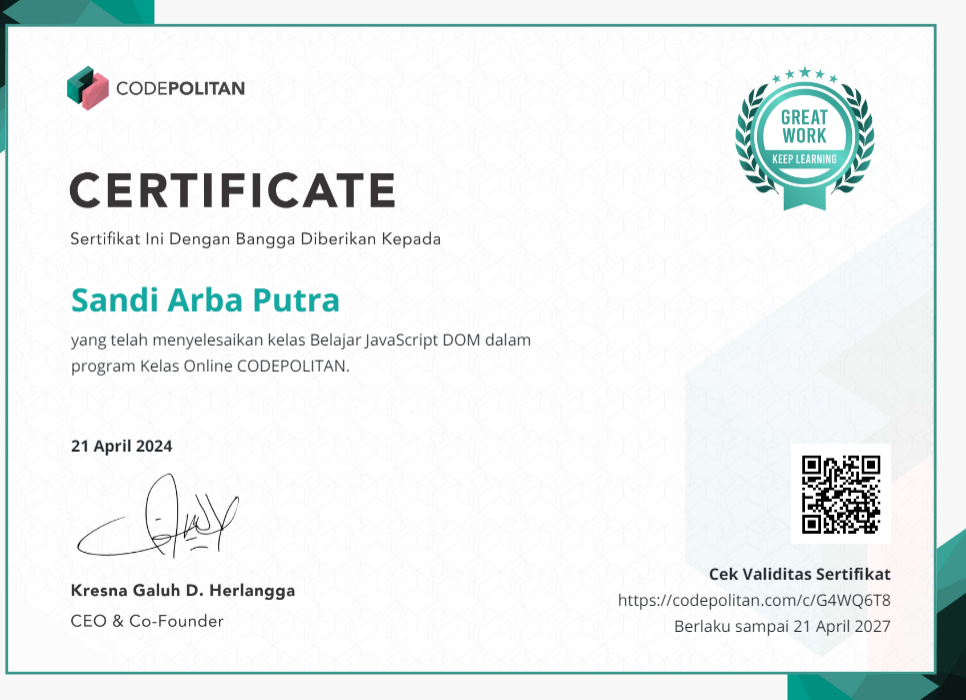 CODEPOLITAN
GREAT
WORK
KEEP LEARNING
CERTIFICATE
Sertifikat Ini Dengan Bangga Diberikan Kepada
Sandi Arba Putra
yang telah menyelesaikan kelas Belajar JavaScript DOM dalam
program Kelas Online CODEPOLITAN.
21 April 2024
Kresna Galuh D. Herlangga
CEO & Co-Founder
Cek Validitas Sertifikat
https://codepolitan.com/c/G4WQ6T8
Berlaku sampai 21 April 2027